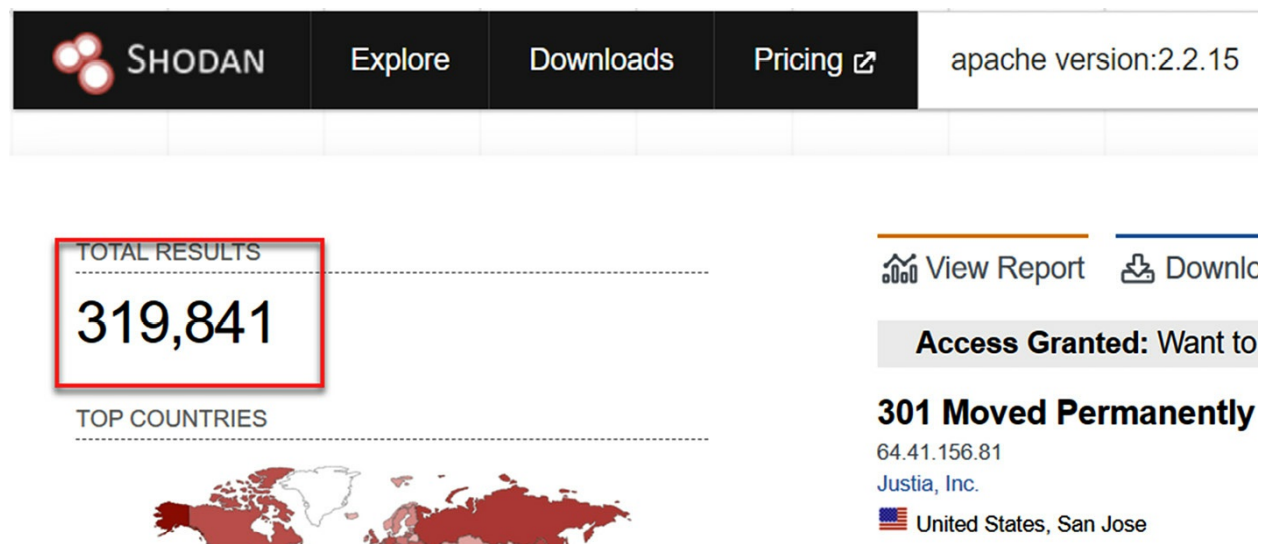 SHODAN Explore Downloads Pricing apache version:2.2.15
TOTAL RESULTS
319,841
TOP COUNTRIES
View Report
Access Granted: Want to
301 Moved Permanently
64.41.156.81
Justia, Inc.
United States, San Jose